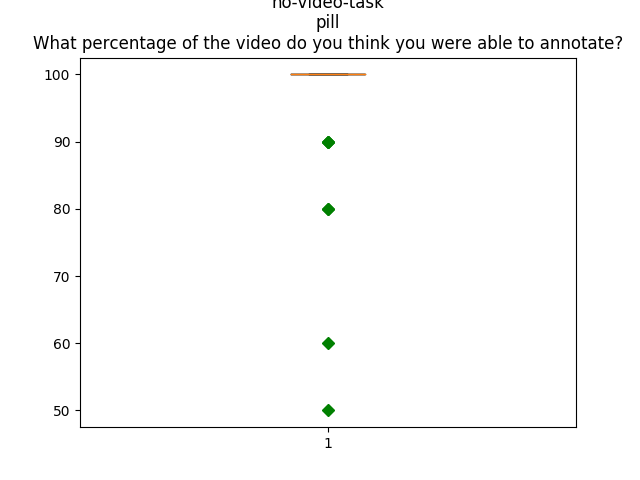 no-video-task
pill
What percentage of the video do you think you were able to annotate?
100
90
80
70
60
50
1